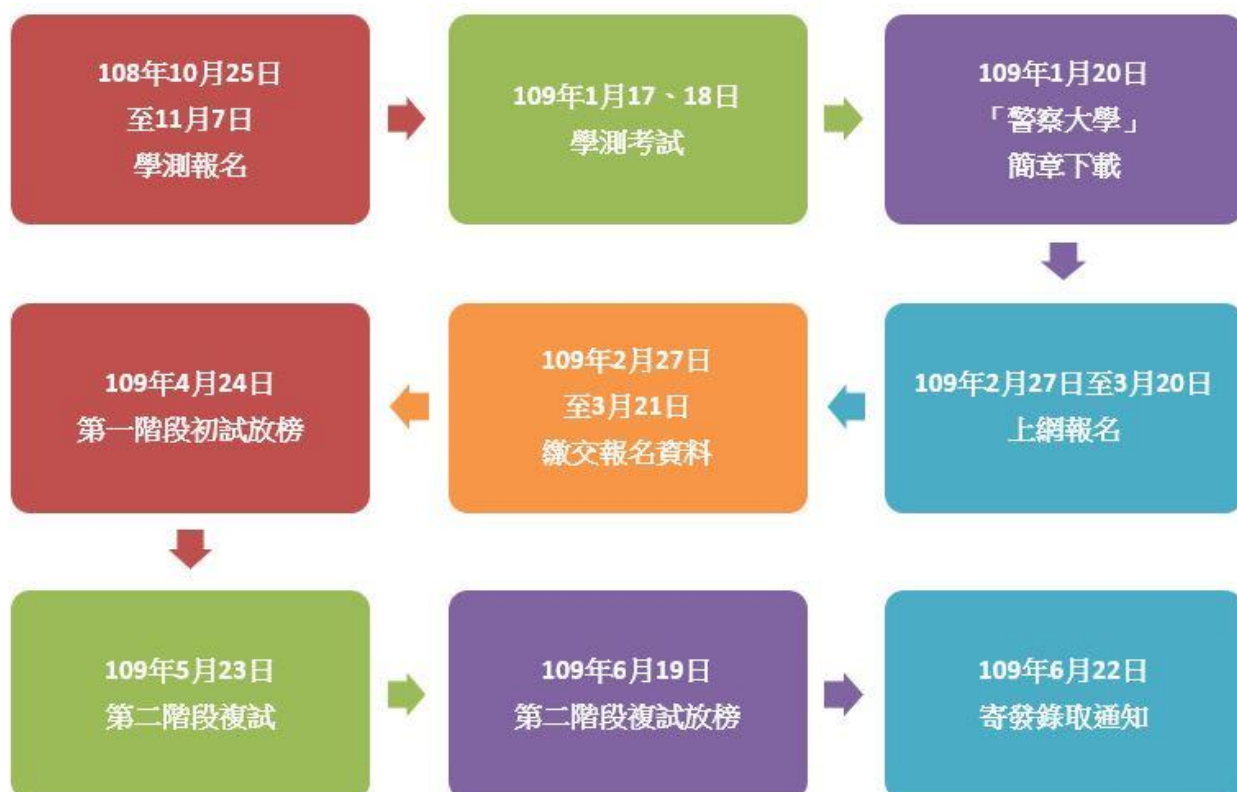 108年10月25日
至11月7日
學測報名
109年1月17、18日
學測考試
109年1月20日
「警察大學」
簡章下載
109年2月27日至3月20日
上網報名
109年2月27日
至3月21日
繳交報名資料
109年4月24日
第一階段初試放榜
109年5月23日
第二階段複試
109年6月19日
第二階段複試放榜
109年6月22日
寄發錄取通知